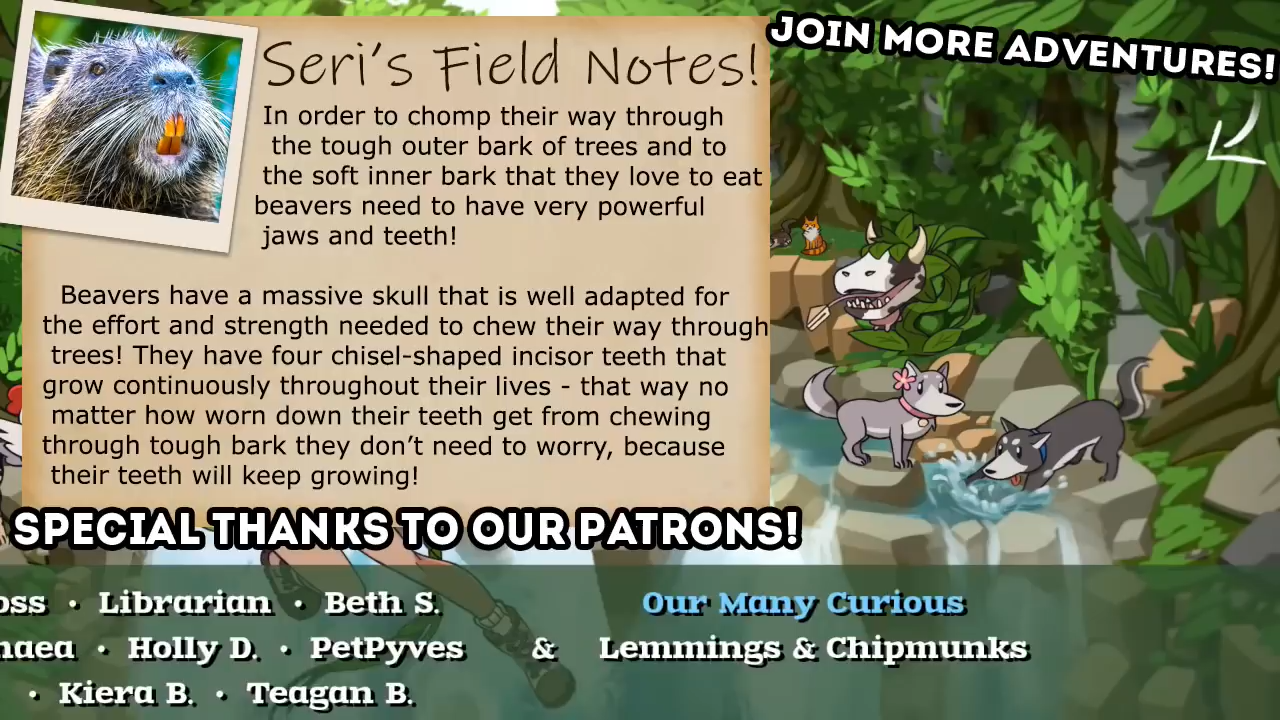 Seri's Field Notes!
In order to chomp their way through
the tough outer bark of trees and to
the soft inner bark that they love to eat
beavers need to have very powerful
jaws and teeth!
Beavers have a massive skull that is well adapted for
the effort and strength needed to chew their way through
trees! They have four chisel-shaped incisor teeth that
grow continuously throughout their lives - that way no
matter how worn down their teeth get from chewing
through tough bark they don't need to worry, because
their teeth will keep growing!
JOIN MORE ADVENTURES!
SPECIAL THANKS TO OUR PATRONS!
• Librarian • Beth S.
• Holly D. • PetPyves
• Kiera B. • Teagan B.
&
Our Many Curious
Lemmings & Chipmunks